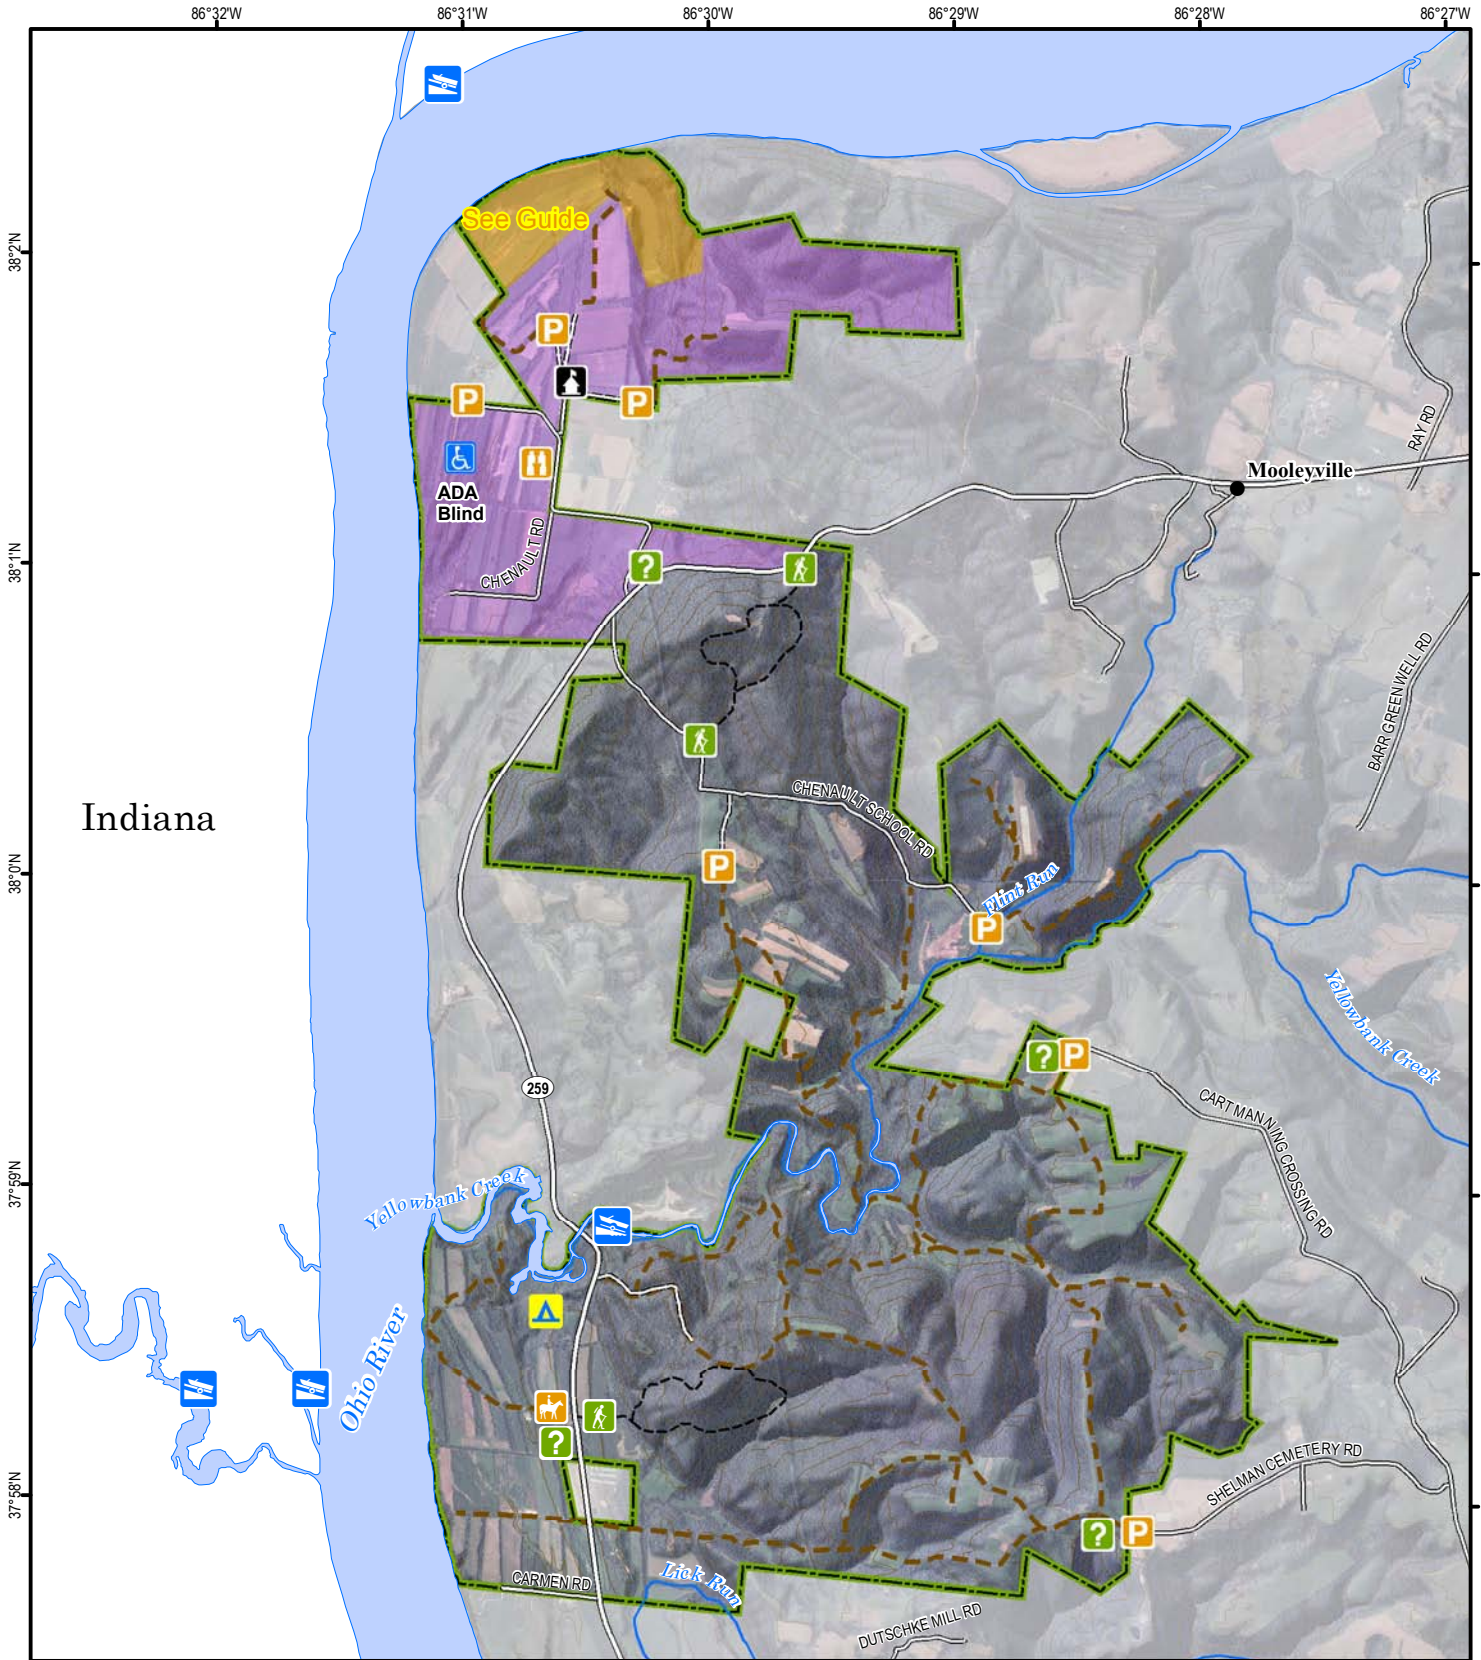 86°32'W 86°31'W 86°30'W 86°29'W 86°28'W 86°27'W
38°2'N
38°1'N
38°0'N
37°59'N
37°58'N
See Guide
P
P
P
ADA
Blind
CHENAULT RD
?
RAY RD
Mooleyville
BARR GREENWELL RD
Indiana
CHENAULT SCHOOL RD
P
Flint Run
P
Yellowbank Creek
? P
259
CART MANNING CROSSING RD
Yellowbank Creek
Ohio River
?
SHELMAN CEMETERY RD
? P
CARMEN RD
Lick Run
DUTSCHKE MILL RD